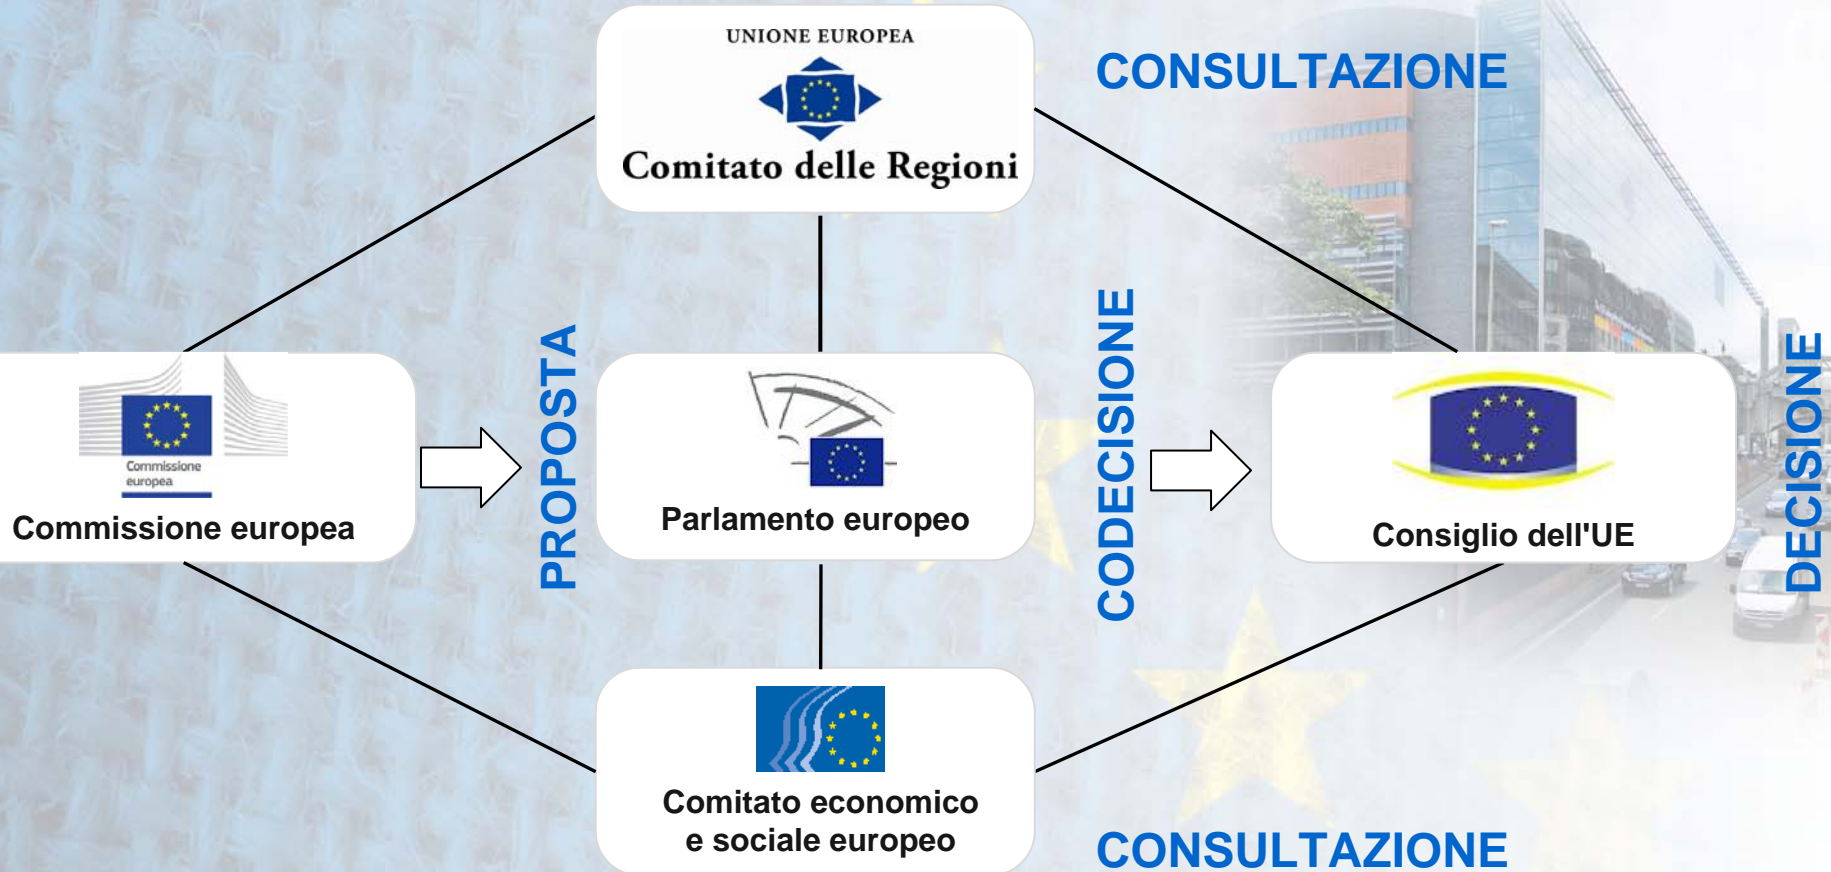 UNIONE EUROPEA
Comitato delle Regioni
CONSULTAZIONE
Commissione
europea
Commissione europea
PROPOSTA
Parlamento europeo
CODECISIONE
Consiglio dell'UE
DECISIONE
Comitato economico
e sociale europeo
CONSULTAZIONE